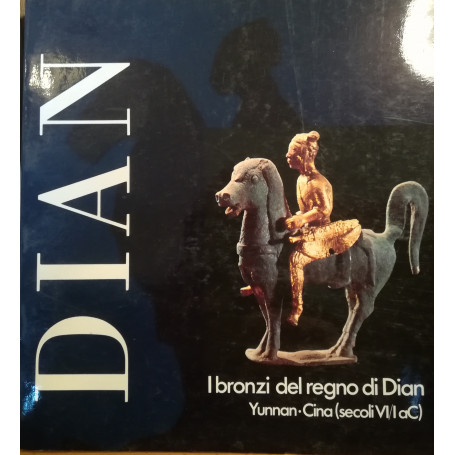 DIAN
I bronzi del regno di Dian
Yunnan·Cina (secoli VI/I aC)